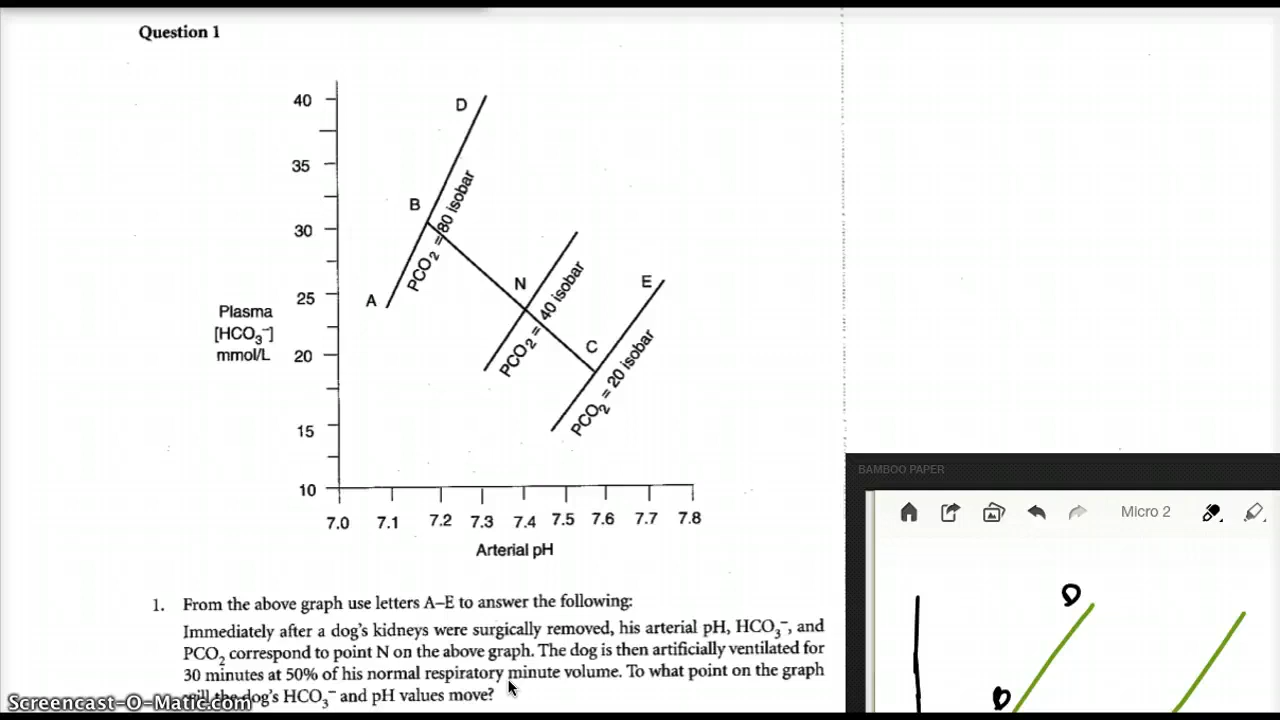 Question 1
40
35
30
25
20
15
10
D
B
A
N
E
C
PCO2 = 80 isobar
PCO2 = 40 isobar
PCO2 = 20 isobar
Plasma
[HCO3⁻]
mmol/L
7.0 7.1 7.2 7.3 7.4 7.5 7.6 7.7 7.8
Arterial pH
1. From the above graph use letters A–E to answer the following:
Immediately after a dog's kidneys were surgically removed, his arterial pH, HCO3⁻, and
PCO2 correspond to point N on the above graph. The dog is then artificially ventilated for
30 minutes at 50% of his normal respiratory minute volume. To what point on the graph
the dog's HCO3⁻ and pH values move?
Screencast-O-Matic.com
BAMBOO PAPER
Micro 2
D